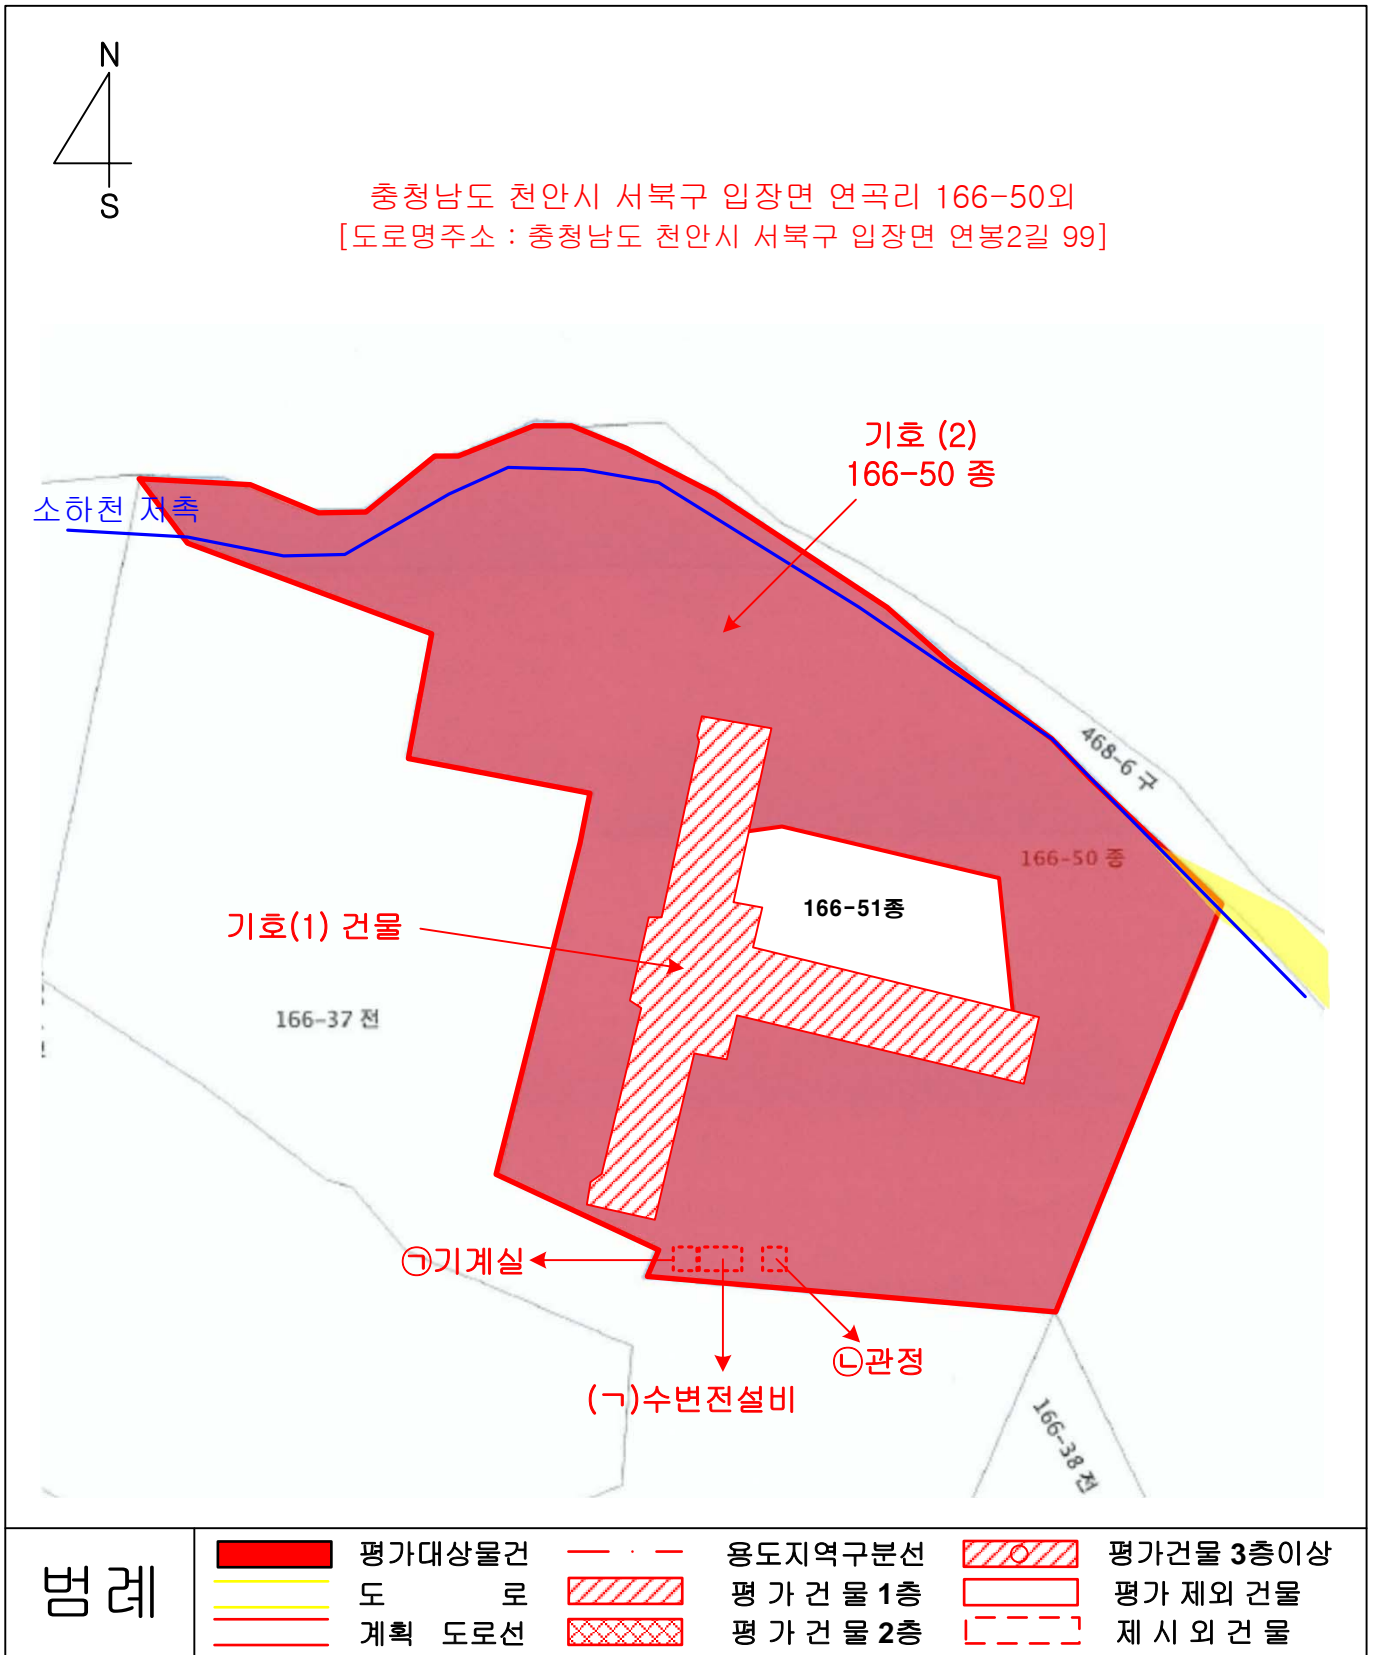 N
S
충청남도 천안시 서북구 입장면 연곡리 166-50외
[도로명주소 : 충청남도 천안시 서북구 입장면 연봉2길 99]
기호 (2)
166-50 종
소하천 저촉
468-6 구
166-50 종
166-51종
기호(1) 건물
166-37 전
㉠기계실
㉡관정
(ㄱ)수변전설비
166-38 전
범례
평가대상물건
용도지역구분선
평가건물 3층이상
도 로
평 가 건 물 1층
평가 제외 건물
계획 도로선
평 가 건 물 2층
제 시 외 건 물